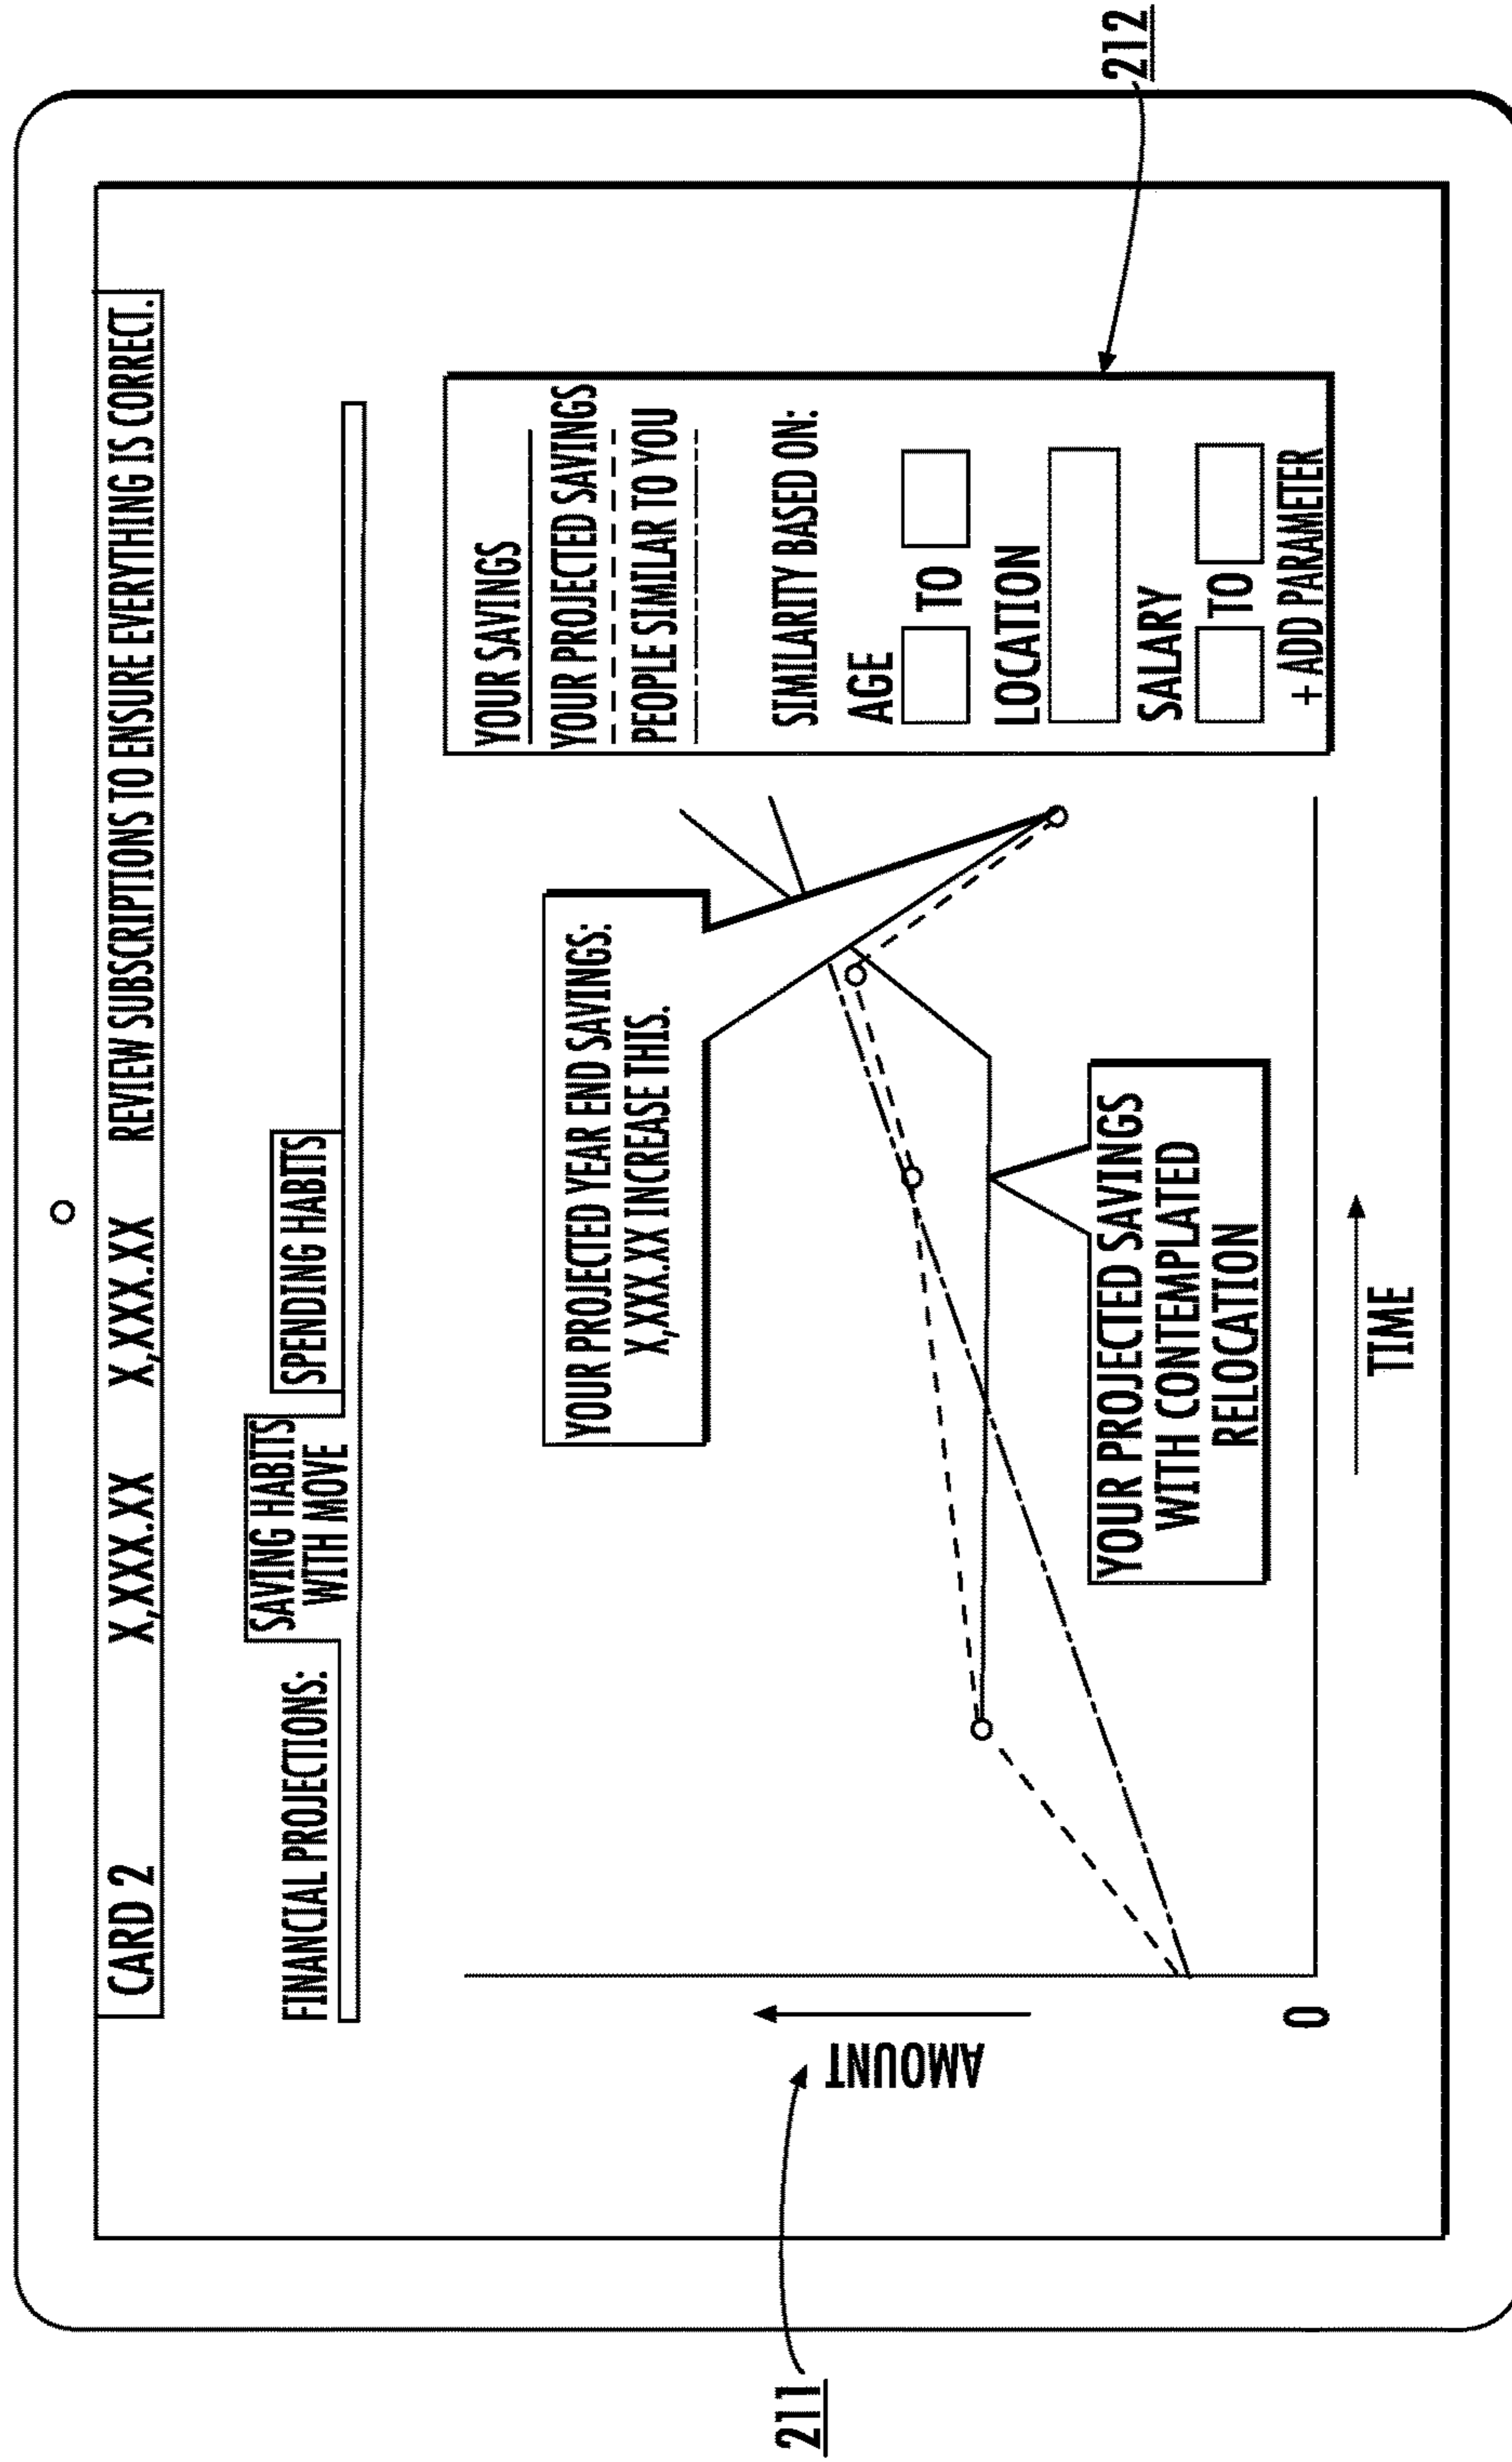 CARD 2 X,XXX.XX X,XXX.XX REVIEW SUBSCRIPTIONS TO ENSURE EVERYTHING IS CORRECT.
FINANCIAL PROJECTIONS:
SAVING HABITS
WITH MOVE
SPENDING HABITS
211
AMOUNT
0
YOUR PROJECTED YEAR END SAVINGS:
X,XXX.XX INCREASE THIS.
YOUR PROJECTED SAVINGS
WITH CONTEMPLATED
RELOCATION
TIME
YOUR SAVINGS
YOUR PROJECTED SAVINGS
PEOPLE SIMILAR TO YOU
SIMILARITY BASED ON:
AGE
TO
LOCATION
SALARY
TO
+ ADD PARAMETER
212